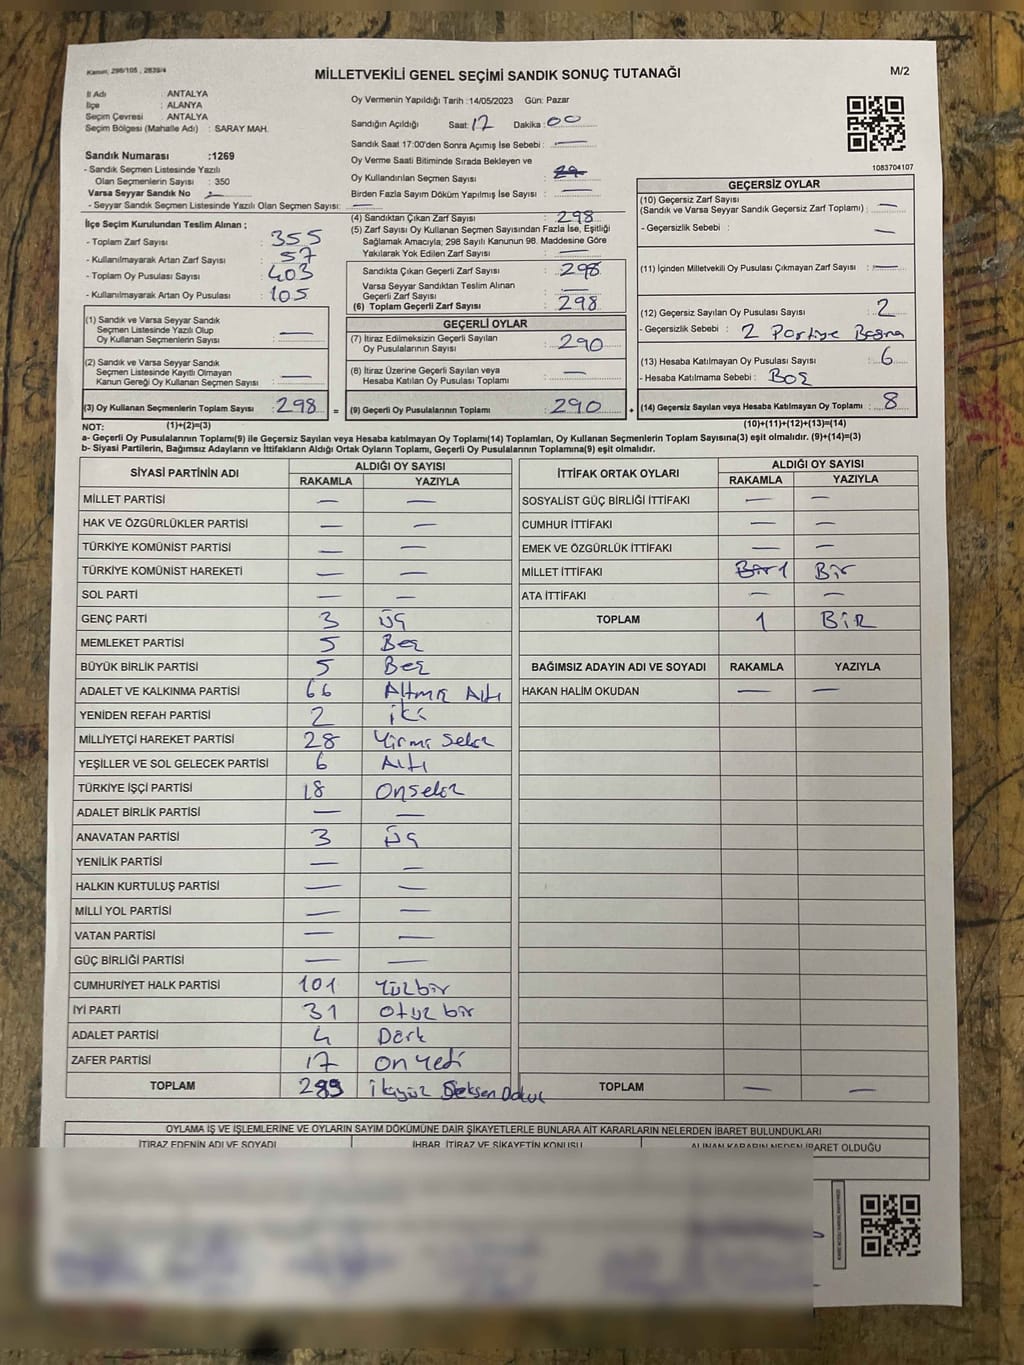 Kanun, 298/105 , 2839/4
MİLLETVEKİLİ GENEL SEÇİMİ SANDIK SONUÇ TUTANAĞI
M/2
İl Adı : ANTALYA
İlçe : ALANYA
Seçim Çevresi : ANTALYA
Seçim Bölgesi (Mahalle Adı) : SARAY MAH.
Oy Vermenin Yapıldığı Tarih :14/05/2023 Gün: Pazar
Sandığın Açıldığı Saat: 17 Dakika: 00
Sandık Saat 17:00'den Sonra Açımış İse Sebebi : —
Oy Verme Saati Bitiminde Sırada Bekleyen ve
Oy Kullandırılan Seçmen Sayısı :
Birden Fazla Sayım Döküm Yapılmış İse Sayısı : —
1083704107
Sandık Numarası :1269
- Sandık Seçmen Listesinde Yazılı
Olan Seçmenlerin Sayısı : 350
Varsa Seyyar Sandık No : —
- Seyyar Sandık Seçmen Listesinde Yazılı Olan Seçmen Sayısı: —
İlçe Seçim Kurulundan Teslim Alınan ;
- Toplam Zarf Sayısı : 355
- Kullanılmayarak Artan Zarf Sayısı : 57
- Toplam Oy Pusulası Sayısı : 403
- Kullanılmayarak Artan Oy Pusulası : 105
(1) Sandık ve Varsa Seyyar Sandık
Seçmen Listesinde Yazılı Olup
Oy Kullanan Seçmenlerin Sayısı : —
(2) Sandık ve Varsa Seyyar Sandık
Seçmen Listesinde Kayıtlı Olmayan
Kanun Gereği Oy Kullanan Seçmen Sayısı : —
(3) Oy Kullanan Seçmenlerin Toplam Sayısı : 298 =
(4) Sandıktan Çıkan Zarf Sayısı : 298
(5) Zarf Sayısı Oy Kullanan Seçmen Sayısından Fazla İse, Eşitliği
Sağlamak Amacıyla; 298 Sayılı Kanunun 98. Maddesine Göre
Yakılarak Yok Edilen Zarf Sayısı : —
Sandıkta Çıkan Geçerli Zarf Sayısı : 298
Varsa Seyyar Sandıktan Teslim Alınan
Geçerli Zarf Sayısı : —
(6) Toplam Geçerli Zarf Sayısı : 298
GEÇERLİ OYLAR
(7) İtiraz Edilmeksizin Geçerli Sayılan
Oy Pusulalarının Sayısı : 290
(8) İtiraz Üzerine Geçerli Sayılan veya
Hesaba Katılan Oy Pusulası Toplamı : —
(9) Geçerli Oy Pusulalarının Toplamı : 290 +
GEÇERSİZ OYLAR
(10) Geçersiz Zarf Sayısı
(Sandık ve Varsa Seyyar Sandık Geçersiz Zarf Toplamı) : —
- Geçersizlik Sebebi : —
(11) İçinden Milletvekili Oy Pusulası Çıkmayan Zarf Sayısı : —
(12) Geçersiz Sayılan Oy Pusulası Sayısı : 2
- Geçersizlik Sebebi : 2 Partiye Basma
(13) Hesaba Katılmayan Oy Pusulası Sayısı : 6
- Hesaba Katılmama Sebebi : Boş
(14) Geçersiz Sayılan veya Hesaba Katılmayan Oy Toplamı : 8
NOT: (1)+(2)=(3) (10)+(11)+(12)+(13)=(14)
a- Geçerli Oy Pusulalarının Toplamı(9) ile Geçersiz Sayılan veya Hesaba katılmayan Oy Toplamı(14) Toplamları, Oy Kullanan Seçmenlerin Toplam Sayısına(3) eşit olmalıdır. (9)+(14)=(3)
b- Siyasi Partilerin, Bağımsız Adayların ve İttifakların Aldığı Ortak Oyların Toplamı, Geçerli Oy Pusulalarının Toplamına(9) eşit olmalıdır.
SİYASİ PARTİNİN ADI ALDIĞI OY SAYISI
RAKAMLA YAZIYLA
MİLLET PARTİSİ — —
HAK VE ÖZGÜRLÜKLER PARTİSİ — —
TÜRKİYE KOMÜNİST PARTİSİ — —
TÜRKİYE KOMÜNİST HAREKETİ — —
SOL PARTİ — —
GENÇ PARTİ 3 Üç
MEMLEKET PARTİSİ 5 Beş
BÜYÜK BİRLİK PARTİSİ 5 Beş
ADALET VE KALKINMA PARTİSİ 66 Altmış Altı
YENİDEN REFAH PARTİSİ 2 iki
MİLLİYETÇİ HAREKET PARTİSİ 28 Yirmi Sekiz
YEŞİLLER VE SOL GELECEK PARTİSİ 6 Altı
TÜRKİYE İŞÇİ PARTİSİ 18 Onsekiz
ADALET BİRLİK PARTİSİ — —
ANAVATAN PARTİSİ 3 Üç
YENİLİK PARTİSİ — —
HALKIN KURTULUŞ PARTİSİ — —
MİLLİ YOL PARTİSİ — —
VATAN PARTİSİ — —
GÜÇ BİRLİĞİ PARTİSİ — —
CUMHURİYET HALK PARTİSİ 101 Yüzbir
İYİ PARTİ 31 Otuz bir
ADALET PARTİSİ 4 Dört
ZAFER PARTİSİ 17 On Yedi
TOPLAM 289 ikiyüz Seksen Dokuz
İTTİFAK ORTAK OYLARI ALDIĞI OY SAYISI
RAKAMLA YAZIYLA
SOSYALİST GÜÇ BİRLİĞİ İTTİFAKI — —
CUMHUR İTTİFAKI — —
EMEK VE ÖZGÜRLÜK İTTİFAKI — —
MİLLET İTTİFAKI Bir 1 Bir
ATA İTTİFAKI — —
TOPLAM 1 BİR
BAĞIMSIZ ADAYIN ADI VE SOYADI RAKAMLA YAZIYLA
HAKAN HALİM OKUDAN — —
TOPLAM — —
OYLAMA İŞ VE İŞLEMLERİNE VE OYLARIN SAYIM DÖKÜMÜNE DAİR ŞİKAYETLERLE BUNLARA AİT KARARLARIN NELERDEN İBARET BULUNDUKLARI
İTİRAZ EDENİN ADI VE SOYADI İHBAR, İTİRAZ VE ŞİKAYETİN KONUSU ALINAN KARARIN NEDEN İBARET OLDUĞU